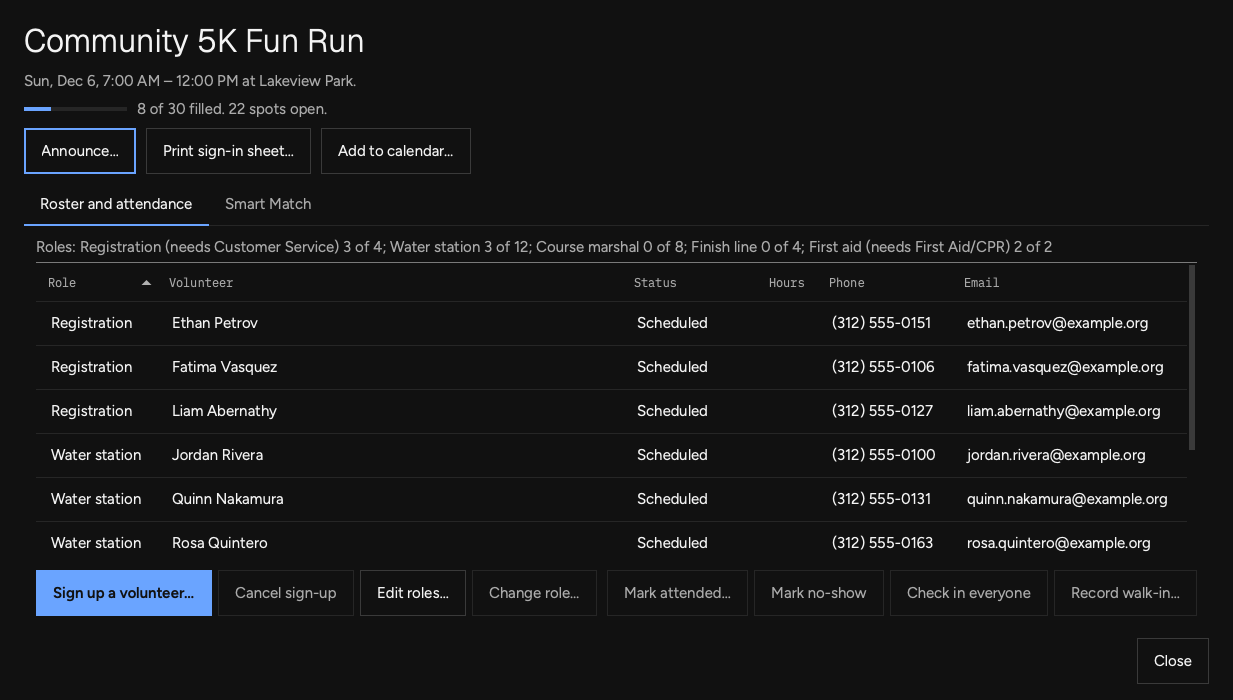 Community 5K Fun Run
Sun, Dec 6, 7:00 AM – 12:00 PM at Lakeview Park.
8 of 30 filled. 22 spots open.
Announce... Print sign-in sheet... Add to calendar...
Roster and attendance Smart Match
Roles: Registration (needs Customer Service) 3 of 4; Water station 3 of 12; Course marshal 0 of 8; Finish line 0 of 4; First aid (needs First Aid/CPR) 2 of 2
Role Volunteer Status Hours Phone Email
Registration Ethan Petrov Scheduled (312) 555-0151 ethan.petrov@example.org
Registration Fatima Vasquez Scheduled (312) 555-0106 fatima.vasquez@example.org
Registration Liam Abernathy Scheduled (312) 555-0127 liam.abernathy@example.org
Water station Jordan Rivera Scheduled (312) 555-0100 jordan.rivera@example.org
Water station Quinn Nakamura Scheduled (312) 555-0131 quinn.nakamura@example.org
Water station Rosa Quintero Scheduled (312) 555-0163 rosa.quintero@example.org
Sign up a volunteer... Cancel sign-up Edit roles... Change role... Mark attended... Mark no-show Check in everyone Record walk-in...
Close